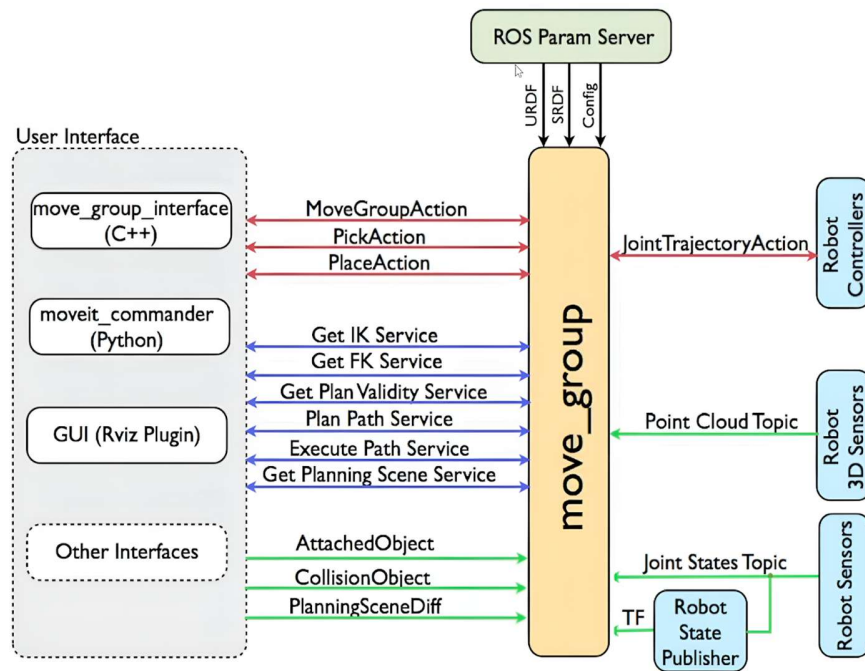 ROS Param Server
URDF
SRDF
Config
User Interface
move_group_interface
(C++)
moveit_commander
(Python)
GUI (Rviz Plugin)
Other Interfaces
MoveGroupAction
PickAction
PlaceAction
Get IK Service
Get FK Service
Get Plan Validity Service
Plan Path Service
Execute Path Service
Get Planning Scene Service
AttachedObject
CollisionObject
PlanningSceneDiff
move_group
JointTrajectoryAction
Robot
Controllers
Point Cloud Topic
Robot
3D Sensors
Joint States Topic
Robot Sensors
TF
Robot
State
Publisher